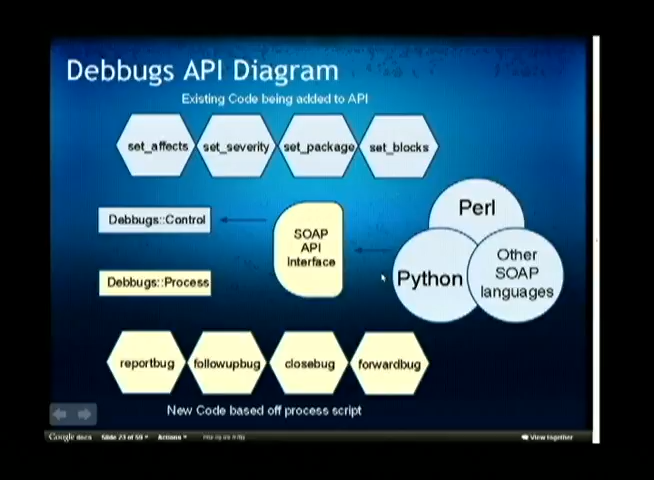 Debbugs API Diagram
Existing Code being added to API
set_affects set_severity set_package set_blocks
Debbugs::Control
SOAP
API
Interface
Perl
Python
Other
SOAP
languages
Debbugs::Process
reportbug followupbug closebug forwardbug
New Code based off process script
Google docs Slide 23 of 59 Actions View together